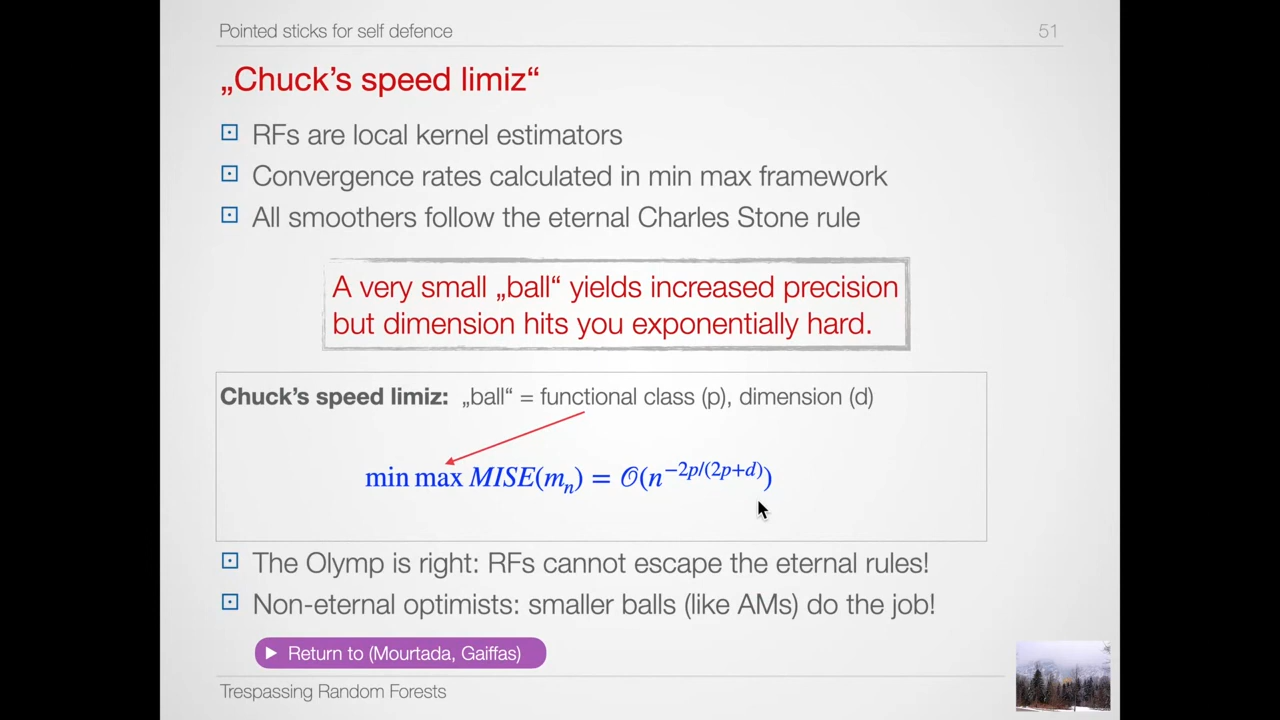 Pointed sticks for self defence 51
„Chuck’s speed limiz“
RFs are local kernel estimators
Convergence rates calculated in min max framework
All smoothers follow the eternal Charles Stone rule
A very small „ball“ yields increased precision
but dimension hits you exponentially hard.
Chuck’s speed limiz: „ball“ = functional class (p), dimension (d)
min max MISE(mₙ) = 𝒪(n^{−2p/(2p+d)})
The Olymp is right: RFs cannot escape the eternal rules!
Non-eternal optimists: smaller balls (like AMs) do the job!
Return to (Mourtada, Gaiffas)
Trespassing Random Forests